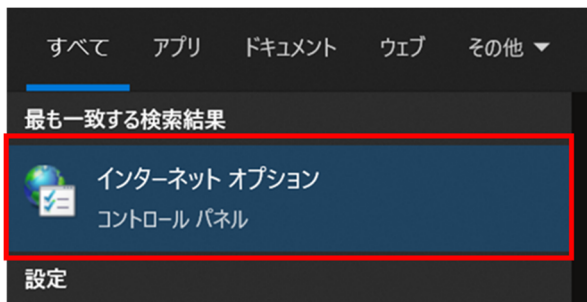 すべて アプリ ドキュメント ウェブ その他
最も一致する検索結果
インターネット オプション
コントロール パネル
設定